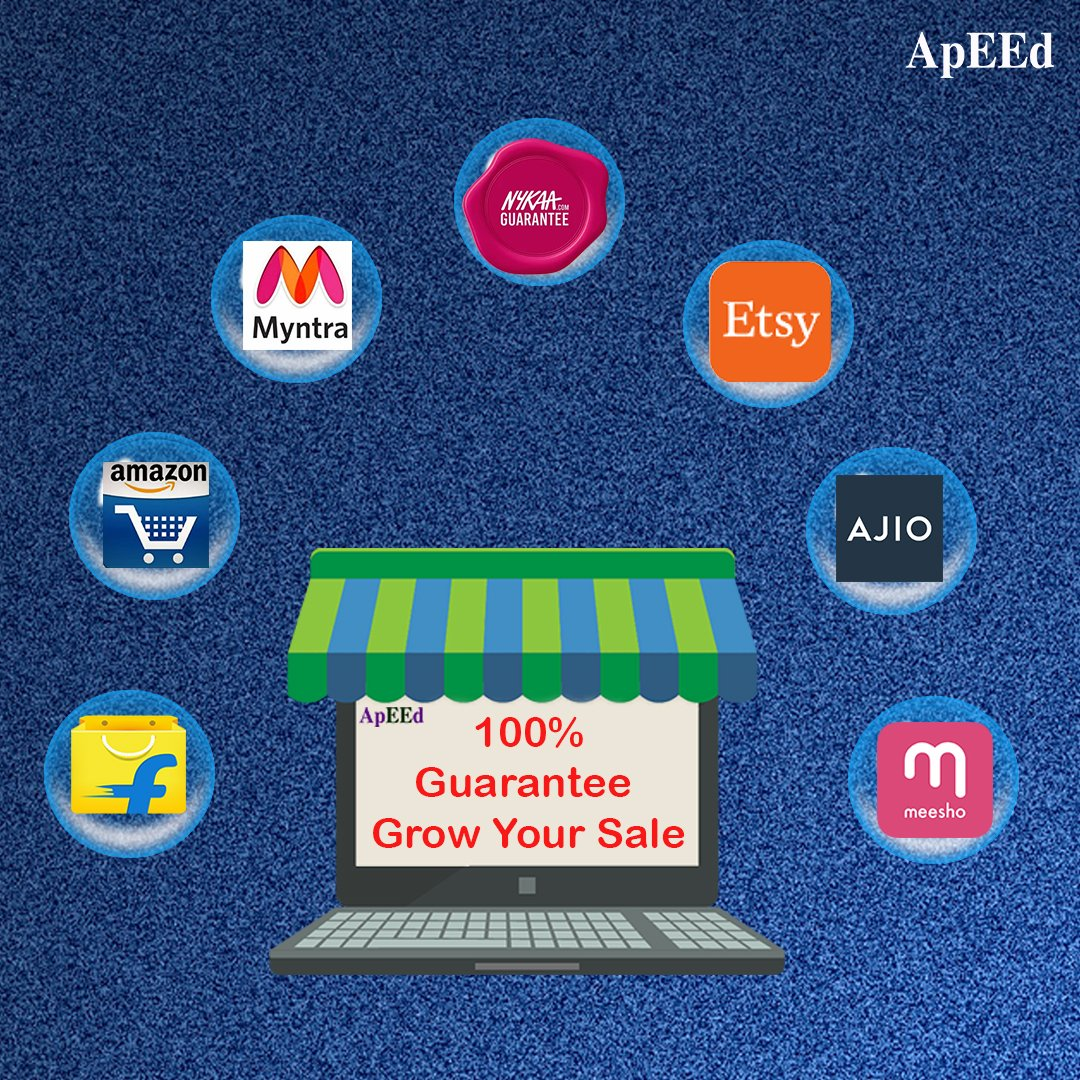 ApEEd
NYKAA.COM
GUARANTEE
Myntra
Etsy
amazon
AJIO
f
meesho
ApEEd
100%
Guarantee
Grow Your Sale